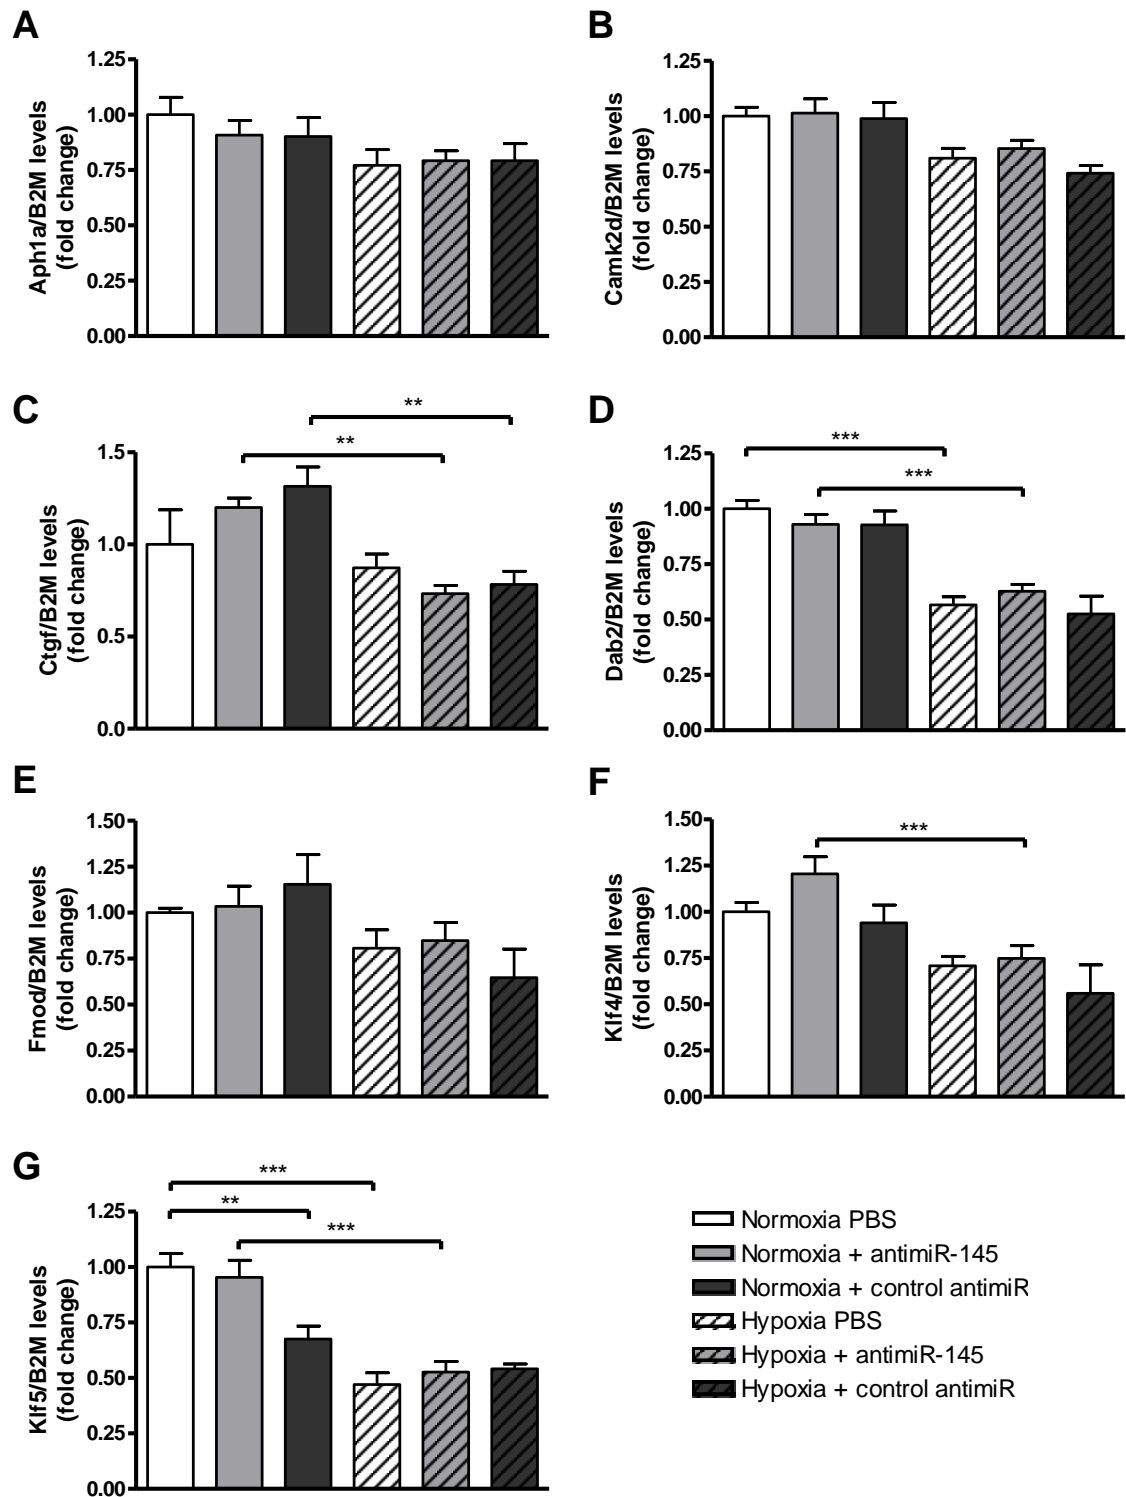 A
1.25
1.00
0.75
0.50
0.25
0.00
Aph1a/B2M levels
(fold change)
B
1.25
1.00
0.75
0.50
0.25
0.00
Camk2d/B2M levels
(fold change)
C
**
**
1.5
1.0
0.5
0.0
Ctgf/B2M levels
(fold change)
D
***
***
1.25
1.00
0.75
0.50
0.25
0.00
Dab2/B2M levels
(fold change)
E
1.50
1.25
1.00
0.75
0.50
0.25
0.00
Fmod/B2M levels
(fold change)
F
***
1.50
1.25
1.00
0.75
0.50
0.25
0.00
Klf4/B2M levels
(fold change)
G
***
**
***
1.25
1.00
0.75
0.50
0.25
0.00
Klf5/B2M levels
(fold change)
Normoxia PBS
Normoxia + antimiR-145
Normoxia + control antimiR
Hypoxia PBS
Hypoxia + antimiR-145
Hypoxia + control antimiR